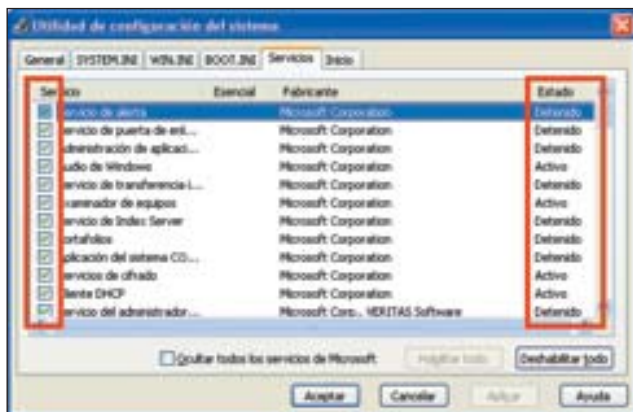 Utilidad de configuración del sistema
General SYSTEM.INI WIN.INI BOOT.INI Servicios Inicio
Servicio Esencial Fabricante Estado
ervicio de alerta Microsoft Corporation Detenido
ervicio de puerta de enl... Microsoft Corporation Detenido
dministración de aplicaci... Microsoft Corporation Detenido
udio de Windows Microsoft Corporation Activo
ervicio de transferencia i... Microsoft Corporation Detenido
xaminador de equipos Microsoft Corporation Activo
ervicio de Index Server Microsoft Corporation Detenido
ortafolios Microsoft Corporation Detenido
plicación del sistema CO... Microsoft Corporation Detenido
ervicios de cifrado Microsoft Corporation Activo
liente DHCP Microsoft Corporation Activo
ervicio del administrador... Microsoft Corp., VERITAS Software Detenido
Ocultar todos los servicios de Microsoft Habilitar todo Deshabilitar todo
Aceptar Cancelar Aplicar Ayuda